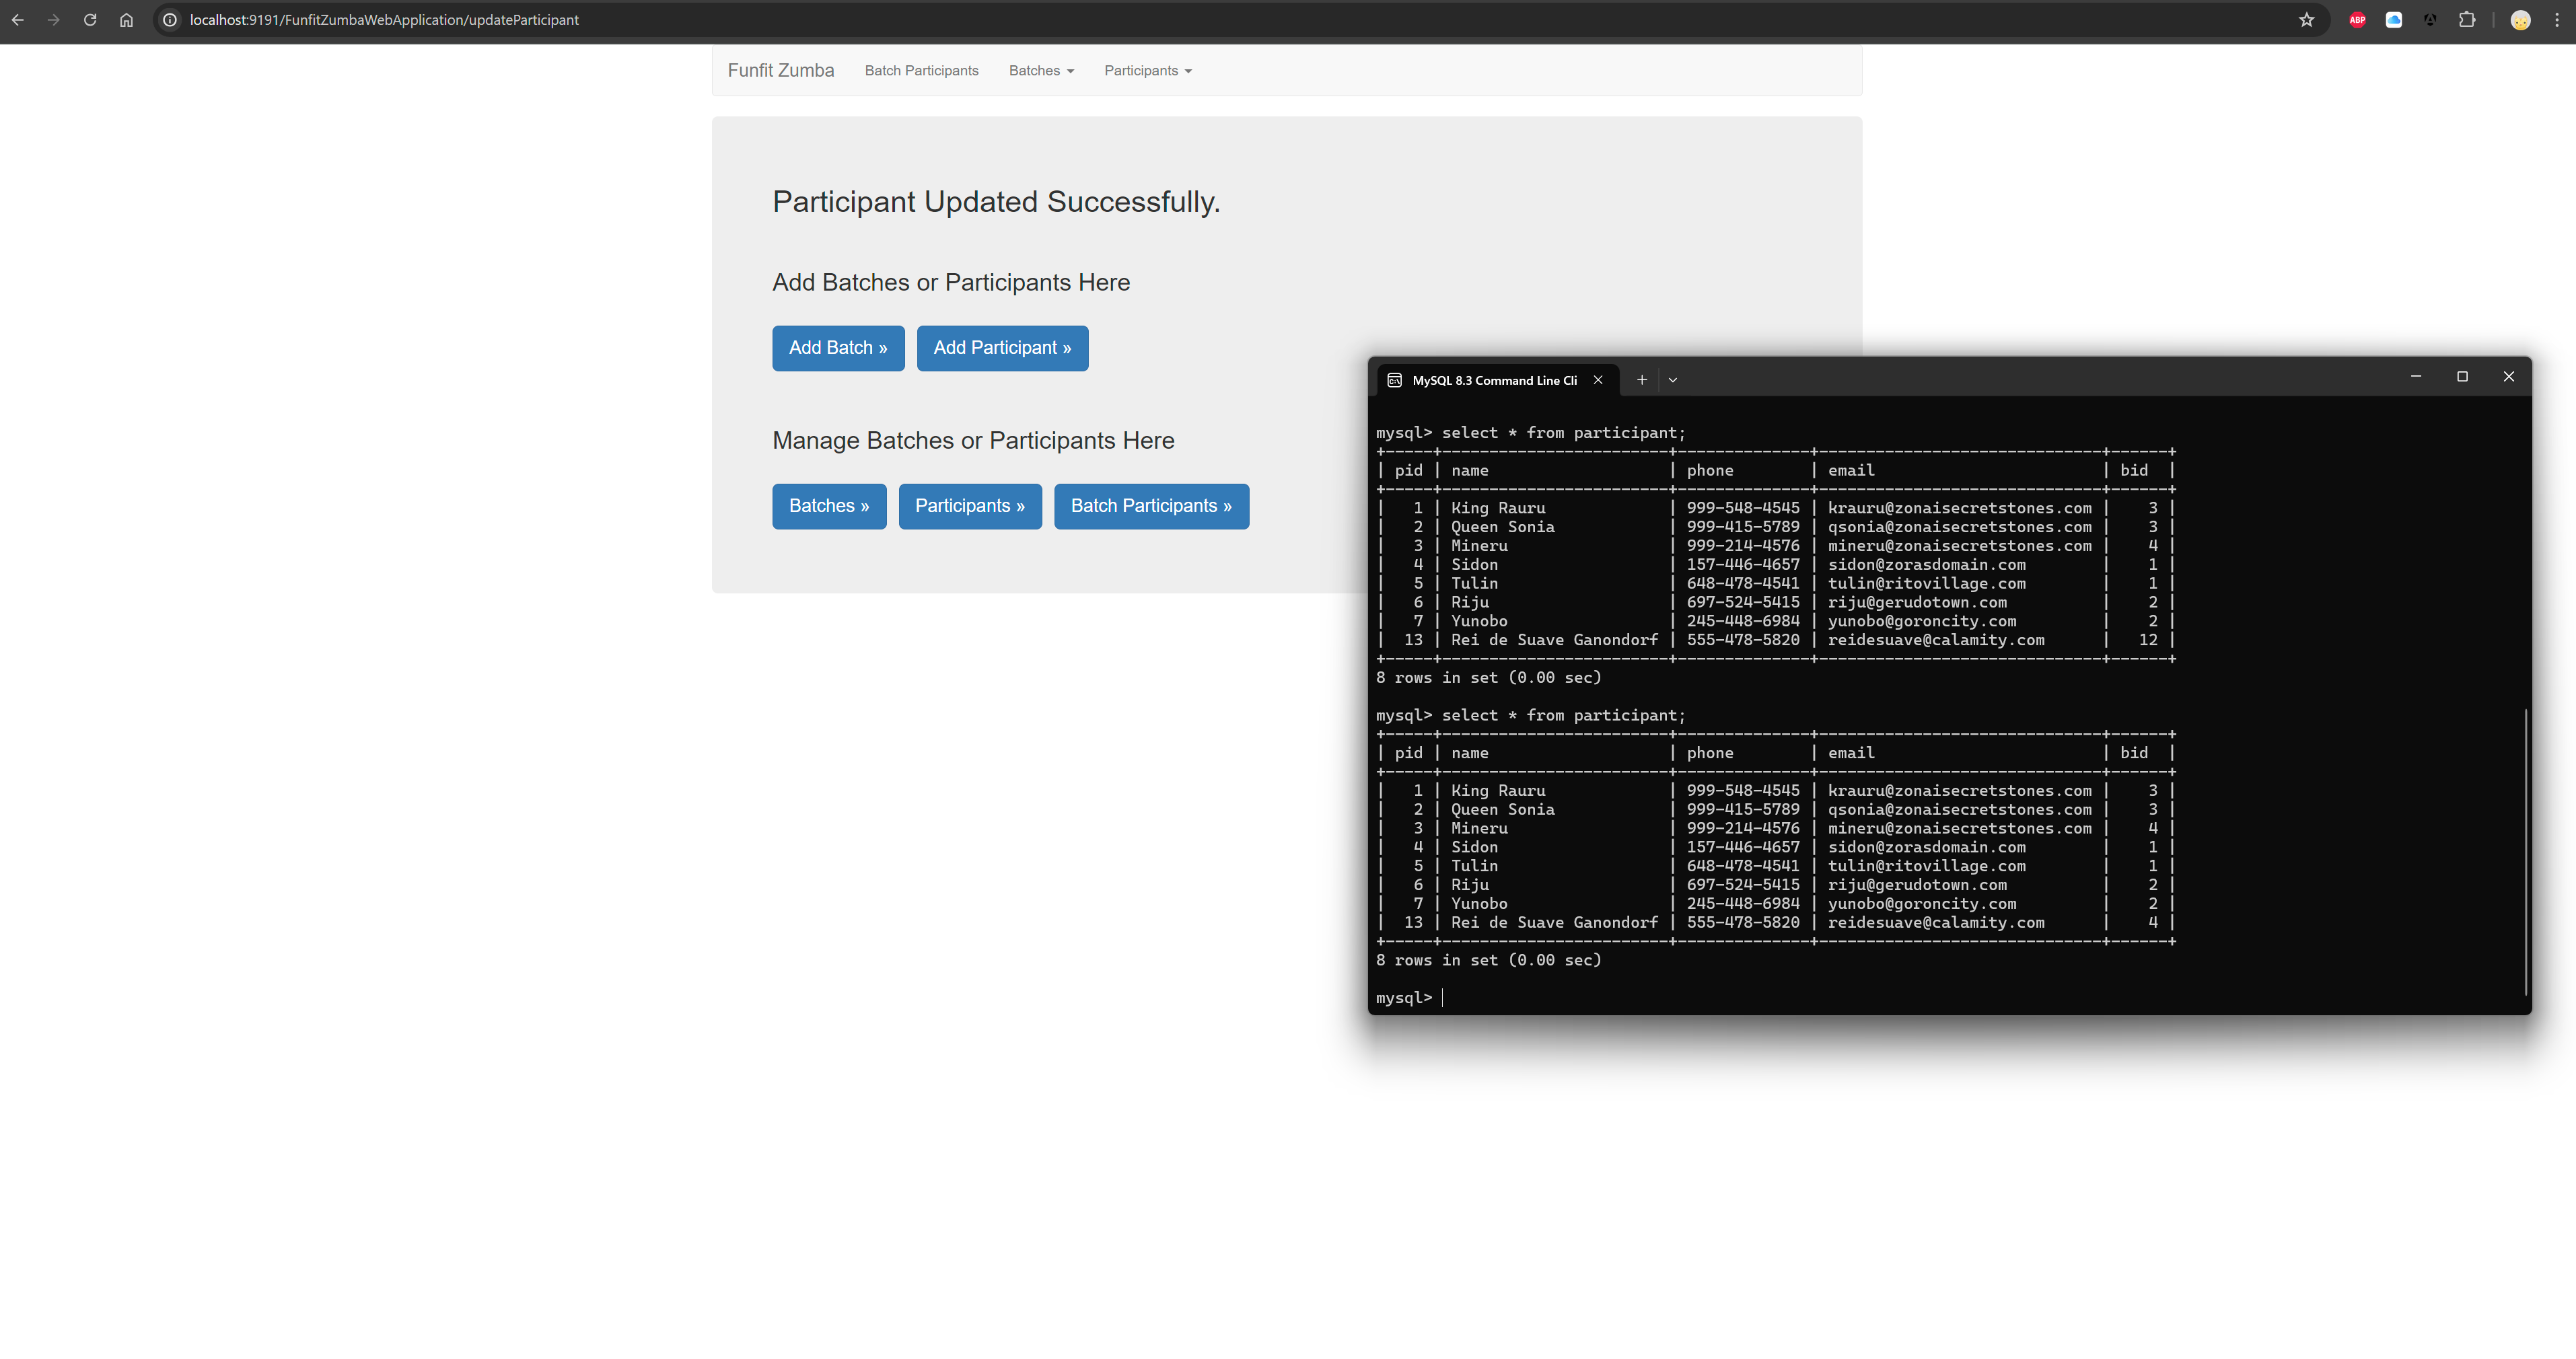 localhost:9191/FunfitZumbaWebApplication/updateParticipant
ABP
Funfit Zumba Batch Participants Batches Participants
Participant Updated Successfully.
Add Batches or Participants Here
Add Batch » Add Participant »
Manage Batches or Participants Here
Batches » Participants » Batch Participants »
MySQL 8.3 Command Line Cli
mysql> select * from participant;
+-----+------------------------+--------------+------------------------------+------+
| pid | name                   | phone        | email                        | bid  |
+-----+------------------------+--------------+------------------------------+------+
|   1 | King Rauru             | 999-548-4545 | krauru@zonaisecretstones.com |    3 |
|   2 | Queen Sonia            | 999-415-5789 | qsonia@zonaisecretstones.com |    3 |
|   3 | Mineru                 | 999-214-4576 | mineru@zonaisecretstones.com |    4 |
|   4 | Sidon                  | 157-446-4657 | sidon@zorasdomain.com        |    1 |
|   5 | Tulin                  | 648-478-4541 | tulin@ritovillage.com        |    1 |
|   6 | Riju                   | 697-524-5415 | riju@gerudotown.com          |    2 |
|   7 | Yunobo                 | 245-448-6984 | yunobo@goroncity.com         |    2 |
|  13 | Rei de Suave Ganondorf | 555-478-5820 | reidesuave@calamity.com      |   12 |
+-----+------------------------+--------------+------------------------------+------+
8 rows in set (0.00 sec)
mysql> select * from participant;
+-----+------------------------+--------------+------------------------------+------+
| pid | name                   | phone        | email                        | bid  |
+-----+------------------------+--------------+------------------------------+------+
|   1 | King Rauru             | 999-548-4545 | krauru@zonaisecretstones.com |    3 |
|   2 | Queen Sonia            | 999-415-5789 | qsonia@zonaisecretstones.com |    3 |
|   3 | Mineru                 | 999-214-4576 | mineru@zonaisecretstones.com |    4 |
|   4 | Sidon                  | 157-446-4657 | sidon@zorasdomain.com        |    1 |
|   5 | Tulin                  | 648-478-4541 | tulin@ritovillage.com        |    1 |
|   6 | Riju                   | 697-524-5415 | riju@gerudotown.com          |    2 |
|   7 | Yunobo                 | 245-448-6984 | yunobo@goroncity.com         |    2 |
|  13 | Rei de Suave Ganondorf | 555-478-5820 | reidesuave@calamity.com      |    4 |
+-----+------------------------+--------------+------------------------------+------+
8 rows in set (0.00 sec)
mysql>